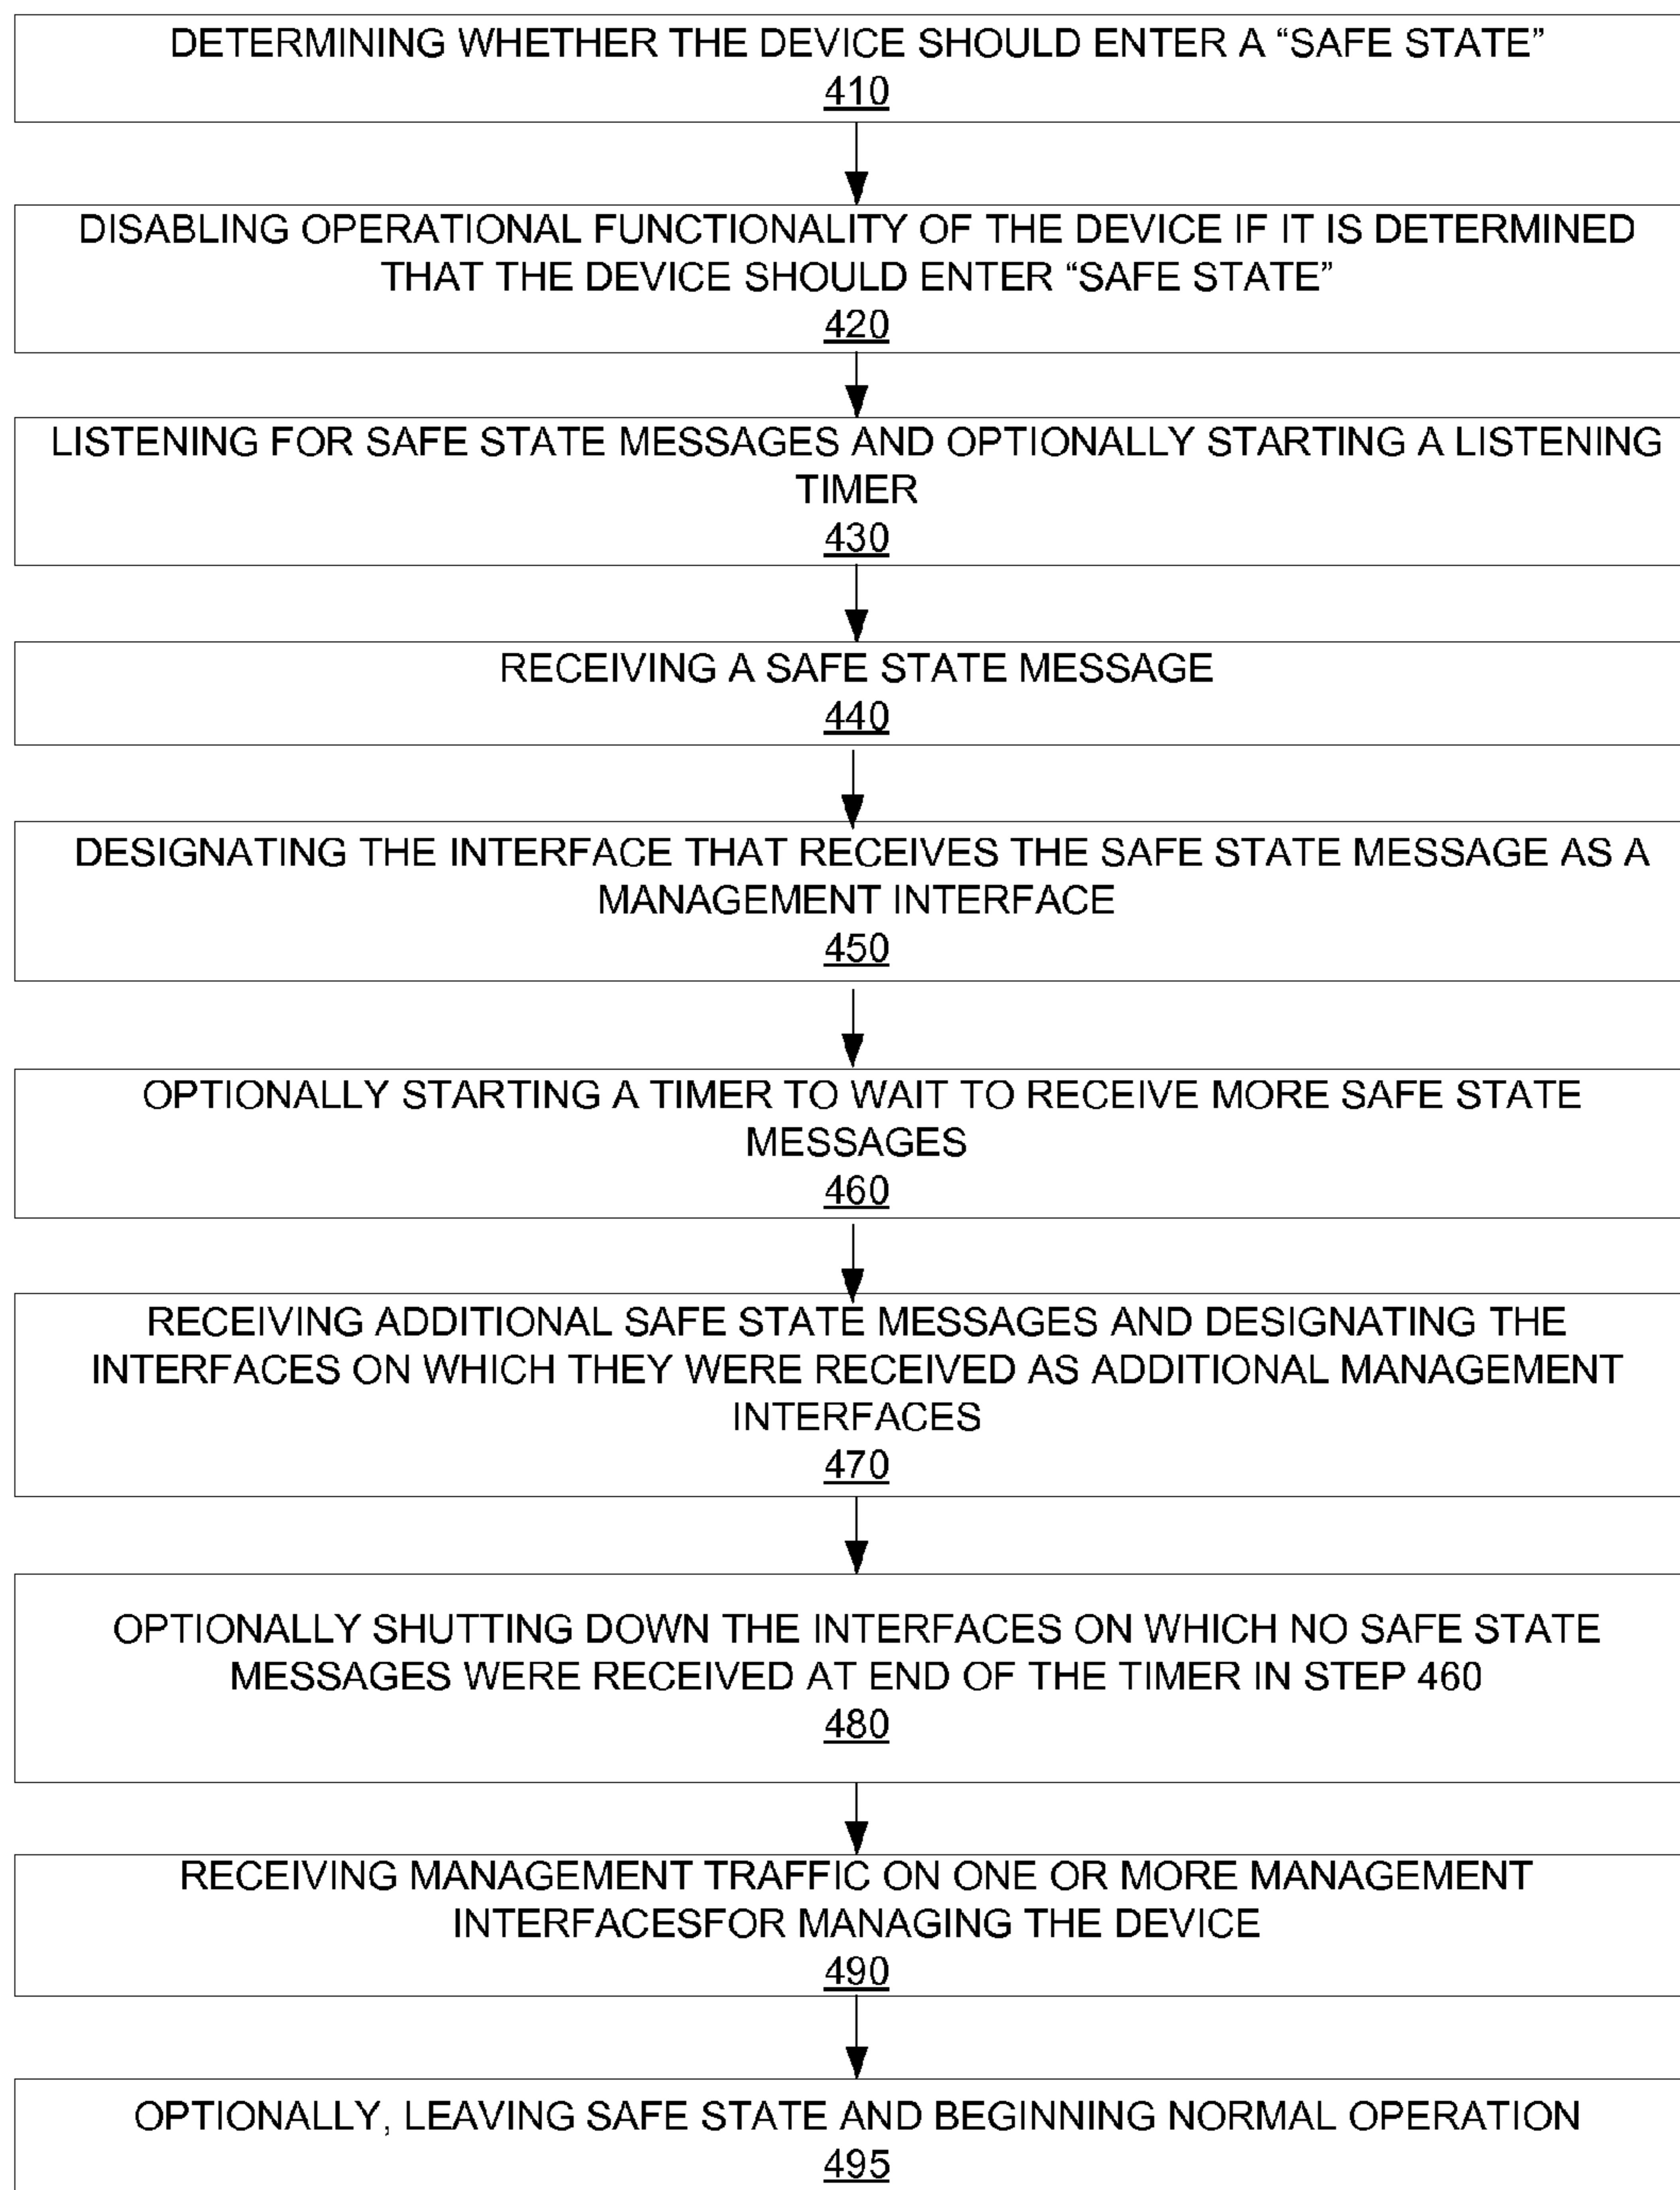 DETERMINING WHETHER THE DEVICE SHOULD ENTER A “SAFE STATE”
410
DISABLING OPERATIONAL FUNCTIONALITY OF THE DEVICE IF IT IS DETERMINED
THAT THE DEVICE SHOULD ENTER “SAFE STATE”
420
LISTENING FOR SAFE STATE MESSAGES AND OPTIONALLY STARTING A LISTENING
TIMER
430
RECEIVING A SAFE STATE MESSAGE
440
DESIGNATING THE INTERFACE THAT RECEIVES THE SAFE STATE MESSAGE AS A
MANAGEMENT INTERFACE
450
OPTIONALLY STARTING A TIMER TO WAIT TO RECEIVE MORE SAFE STATE
MESSAGES
460
RECEIVING ADDITIONAL SAFE STATE MESSAGES AND DESIGNATING THE
INTERFACES ON WHICH THEY WERE RECEIVED AS ADDITIONAL MANAGEMENT
INTERFACES
470
OPTIONALLY SHUTTING DOWN THE INTERFACES ON WHICH NO SAFE STATE
MESSAGES WERE RECEIVED AT END OF THE TIMER IN STEP 460
480
RECEIVING MANAGEMENT TRAFFIC ON ONE OR MORE MANAGEMENT
INTERFACESFOR MANAGING THE DEVICE
490
OPTIONALLY, LEAVING SAFE STATE AND BEGINNING NORMAL OPERATION
495